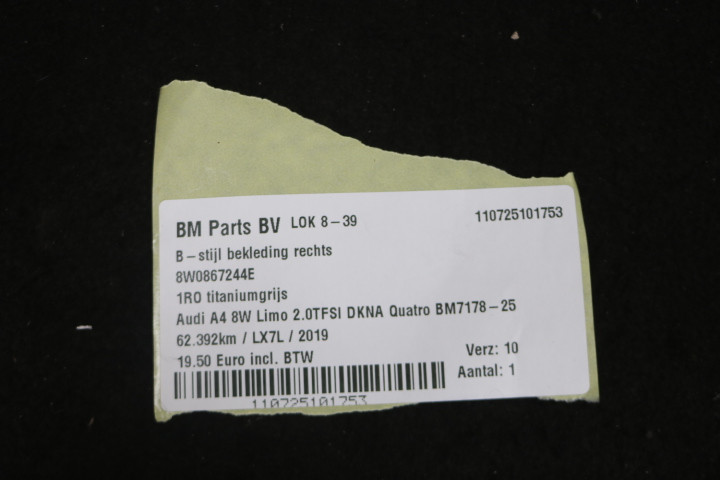 BM Parts BV LOK 8-39 110725101753
B-stijl bekleding rechts
8W0867244E
1RO titaniumgrijs
Audi A4 8W Limo 2.0TFSI DKNA Quatro BM7178-25
62.392km / LX7L / 2019
19.50 Euro incl. BTW Verz: 10
Aantal: 1
110725101753